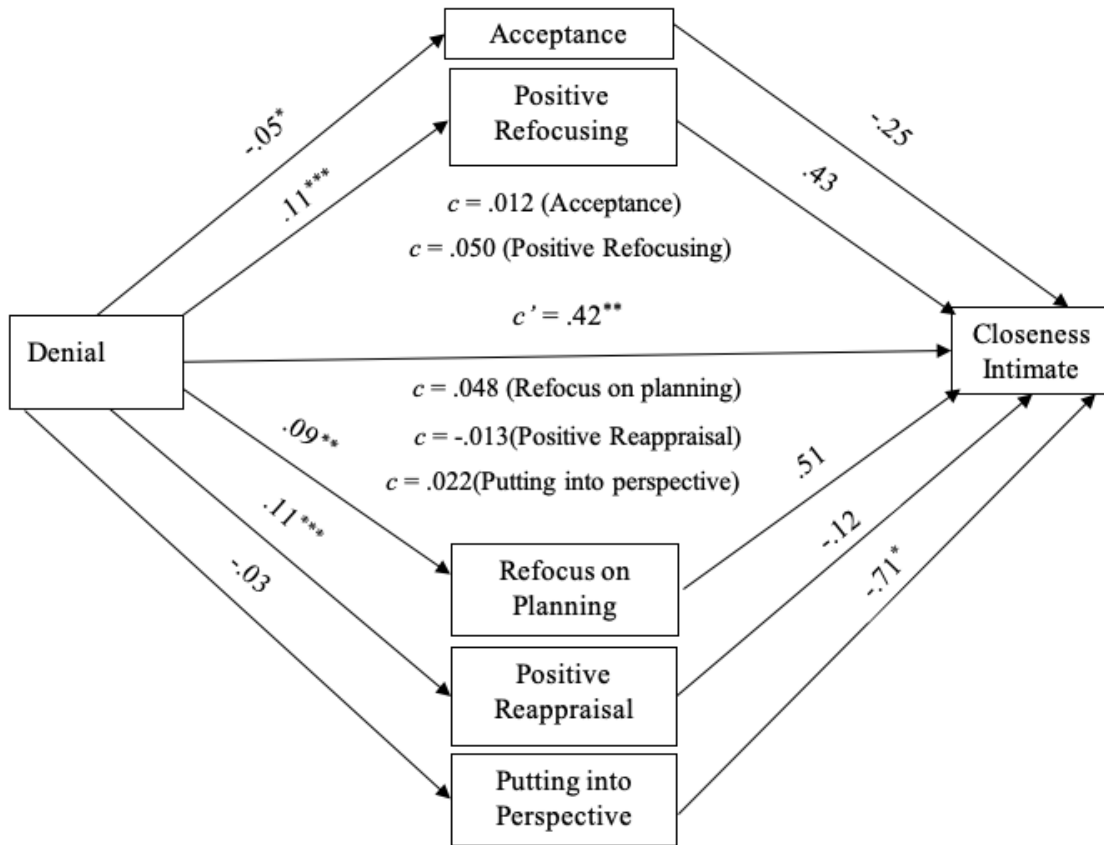 Acceptance
Positive
Refocusing
-.05*
.11***
-.25
.43
c = .012 (Acceptance)
c = .050 (Positive Refocusing)
c’ = .42**
Denial
Closeness
Intimate
c = .048 (Refocus on planning)
c = -.013(Positive Reappraisal)
c = .022(Putting into perspective)
.09**
.11***
-.03
.51
-.12
-.71*
Refocus on
Planning
Positive
Reappraisal
Putting into
Perspective